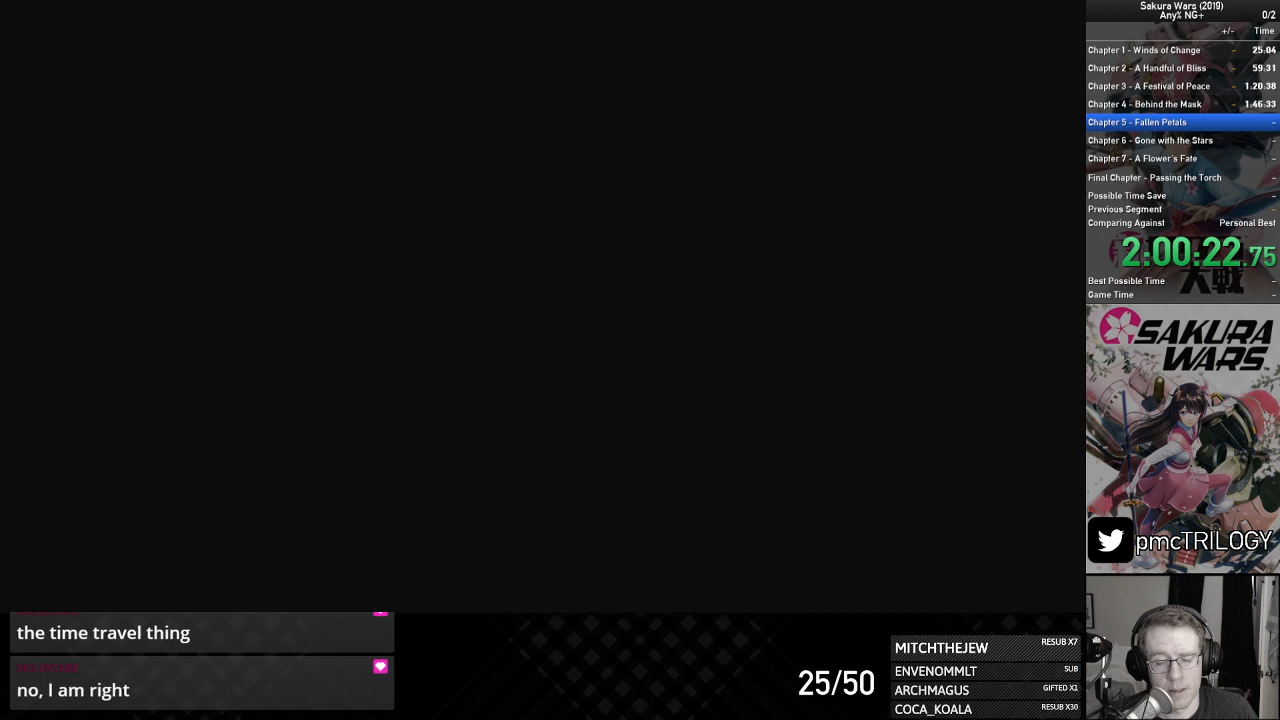 Sakura Wars (2019)
Any% NG+ 0/2
+/- Time
Chapter 1 - Winds of Change - 25:04
Chapter 2 - A Handful of Bliss - 59:31
Chapter 3 - A Festival of Peace - 1:20:38
Chapter 4 - Behind the Mask - 1:46:33
Chapter 5 - Fallen Petals -
Chapter 6 - Gone with the Stars -
Chapter 7 - A Flower's Fate -
Final Chapter - Passing the Torch -
Possible Time Save -
Previous Segment -
Comparing Against Personal Best
2:00:22.75
大戦
Best Possible Time -
Game Time -
SAKURA
WARS
pmcTRILOGY
the time travel thing
no, I am right
25/50
MITCHTHEJEW RESUB X7
ENVENOMMLT SUB
ARCHMAGUS GIFTED X1
COCA_KOALA RESUB X30